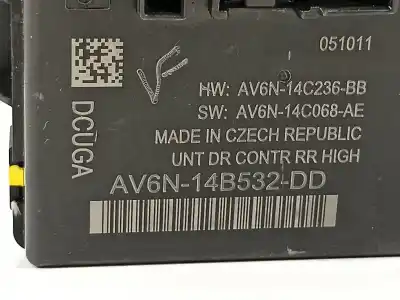 051011
DCÜGA
HW: AV6N-14C236-BB
SW: AV6N-14C068-AE
MADE IN CZECH REPUBLIC
UNT DR CONTR RR HIGH
AV6N-14B532-DD